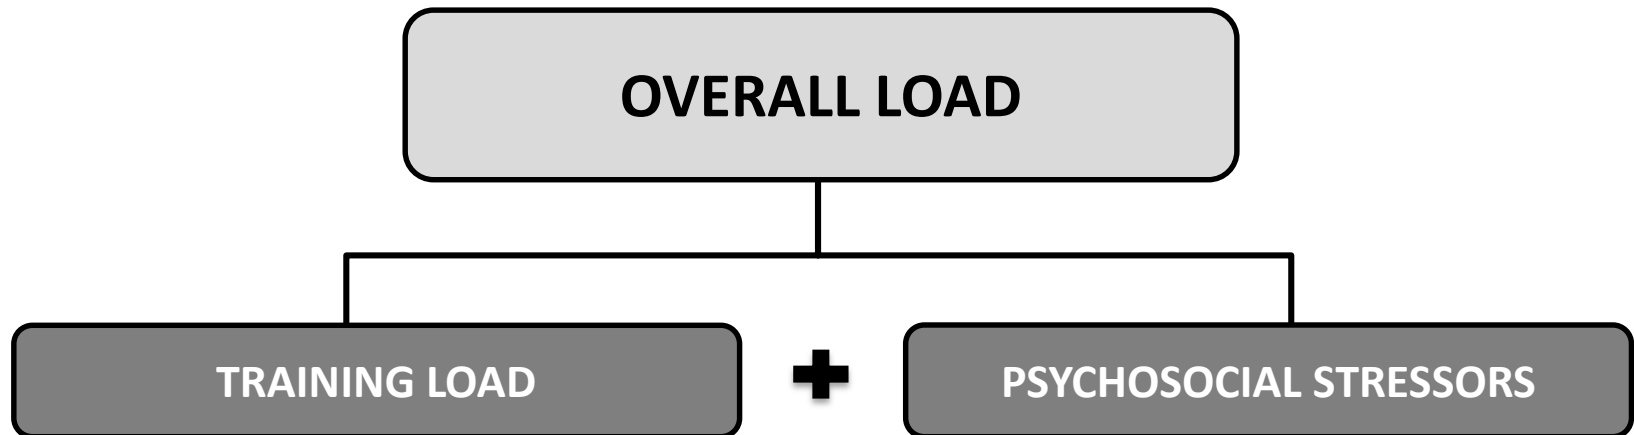 OVERALL LOAD
TRAINING LOAD
PSYCHOSOCIAL STRESSORS